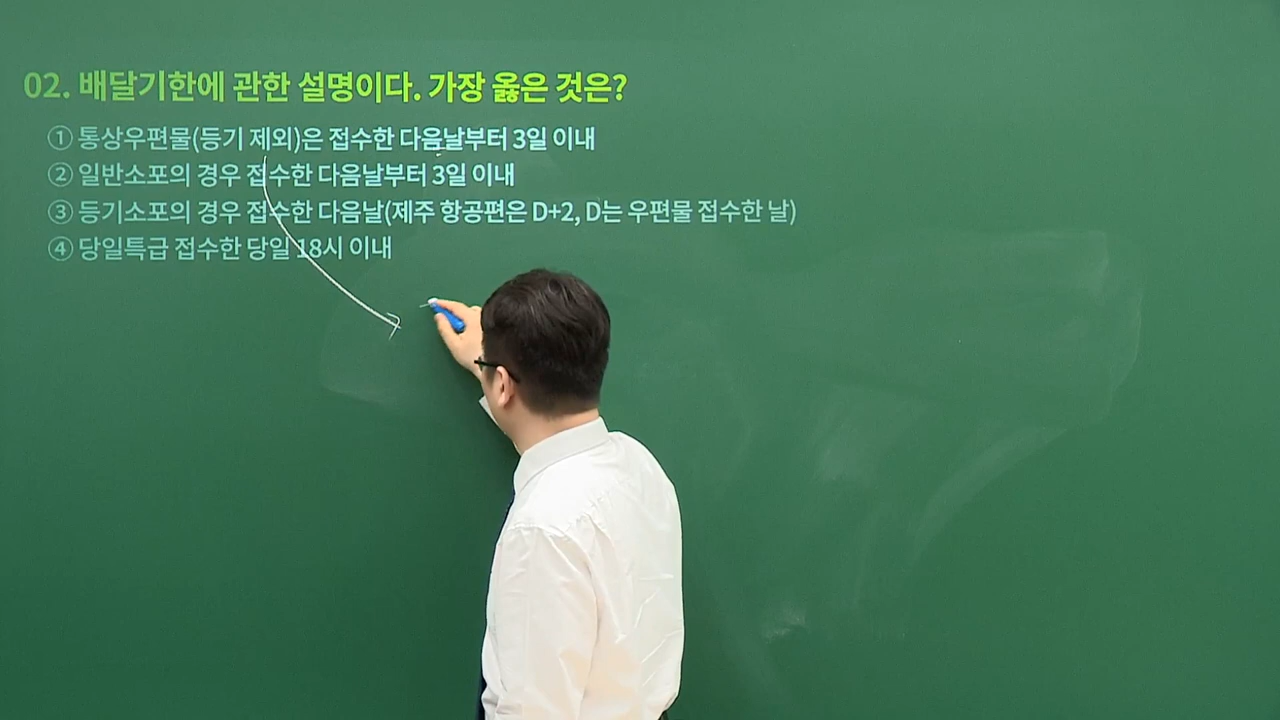 02. 배달기한에 관한 설명이다. 가장 옳은 것은?
① 통상우편물(등기 제외)은 접수한 다음날부터 3일 이내
② 일반소포의 경우 접수한 다음날부터 3일 이내
③ 등기소포의 경우 접수한 다음날(제주 항공편은 D+2, D는 우편물 접수한 날)
④ 당일특급 접수한 당일 18시 이내